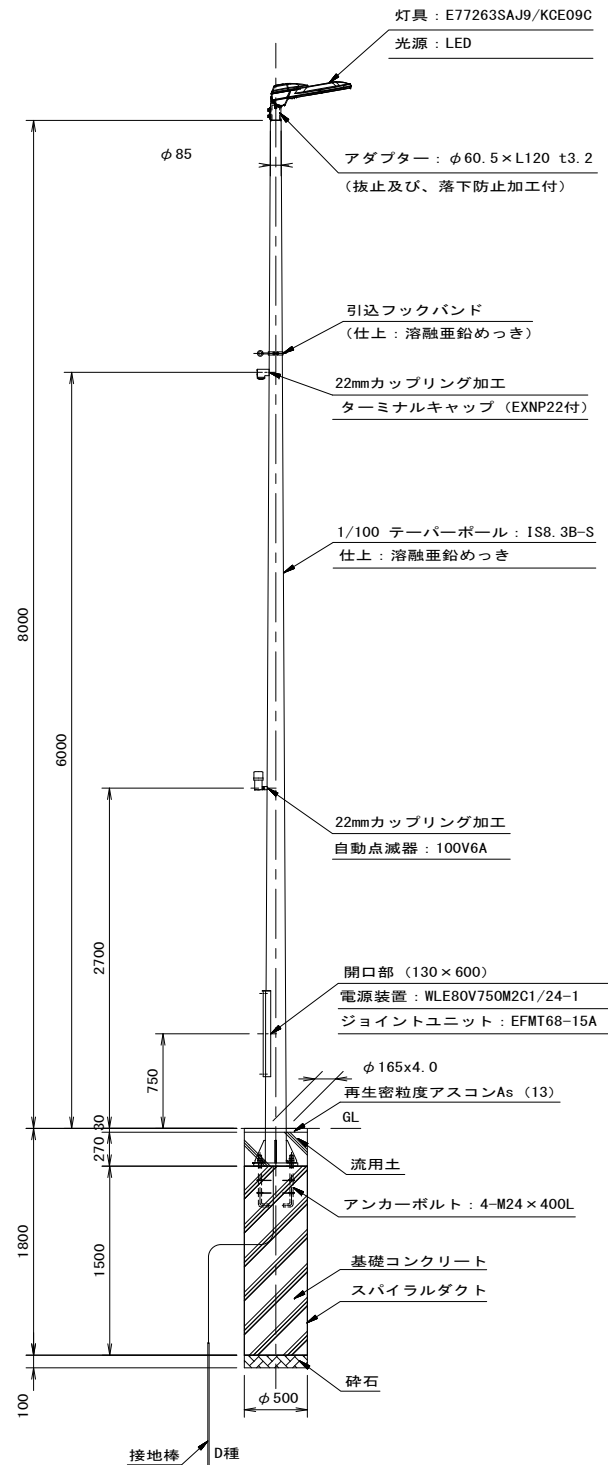 灯具：E77263SAJ9/KCE09C
光源：LED
φ85
アダプター：φ60.5×L120 t3.2
（抜止及び、落下防止加工付）
引込フックバンド
（仕上：溶融亜鉛めっき）
22mmカップリング加工
ターミナルキャップ（EXNP22付）
1/100 テーパーポール：IS8.3B-S
仕上：溶融亜鉛めっき
8000
6000
22mmカップリング加工
自動点滅器：100V6A
2700
開口部（130×600）
電源装置：WLE80V750M2C1/24-1
ジョイントユニット：EFMT68-15A
750
φ165x4.0
再生密粒度アスコンAs（13）
GL
30
270
流用土
アンカーボルト：4-M24×400L
1800
1500
基礎コンクリート
スパイラルダクト
砕石
100
φ500
接地棒
D種